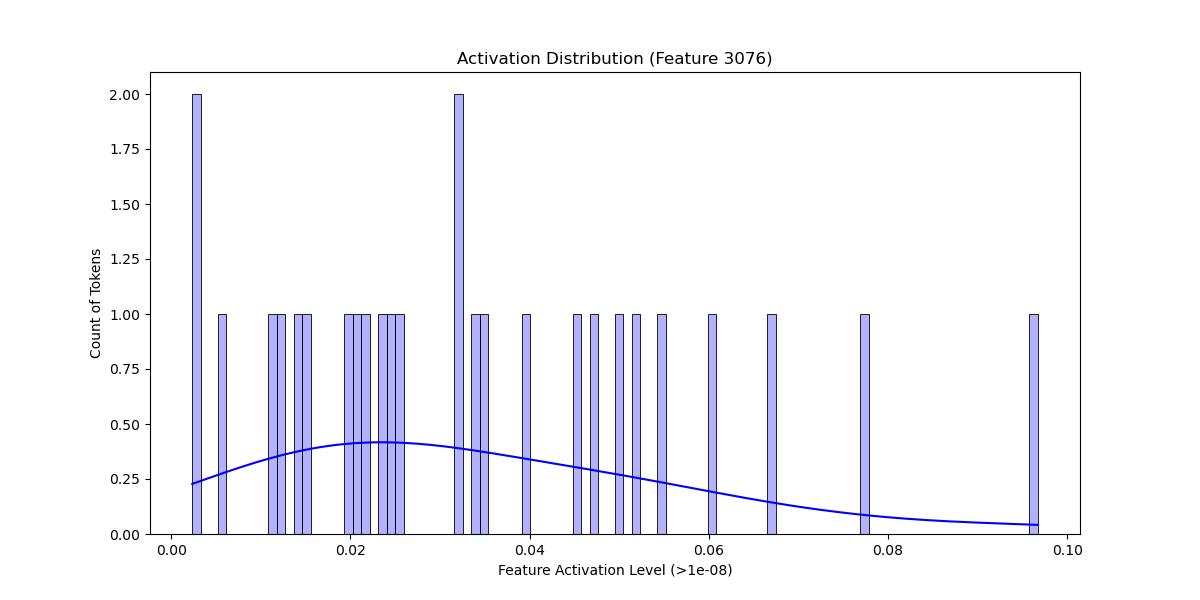 Activation Distribution (Feature 3076)
Count of Tokens
2.00
1.75
1.50
1.25
1.00
0.75
0.50
0.25
0.00
0.00 0.02 0.04 0.06 0.08 0.10
Feature Activation Level (>1e-08)